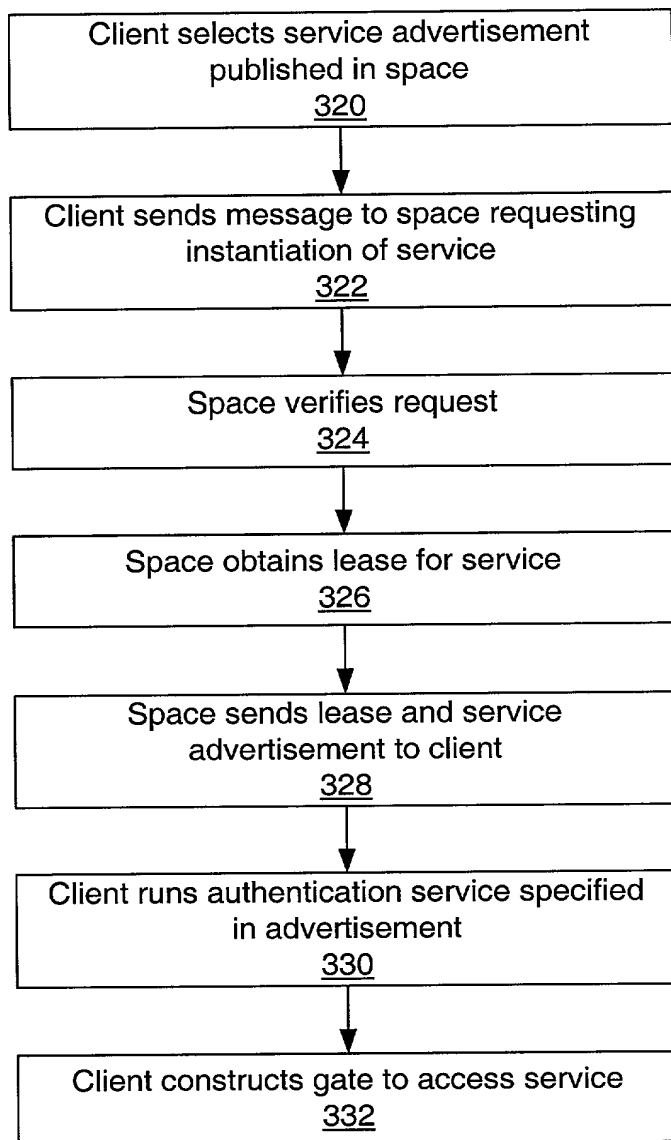 Client selects service advertisement
published in space
320
Client sends message to space requesting
instantiation of service
322
Space verifies request
324
Space obtains lease for service
326
Space sends lease and service
advertisement to client
328
Client runs authentication service specified
in advertisement
330
Client constructs gate to access service
332